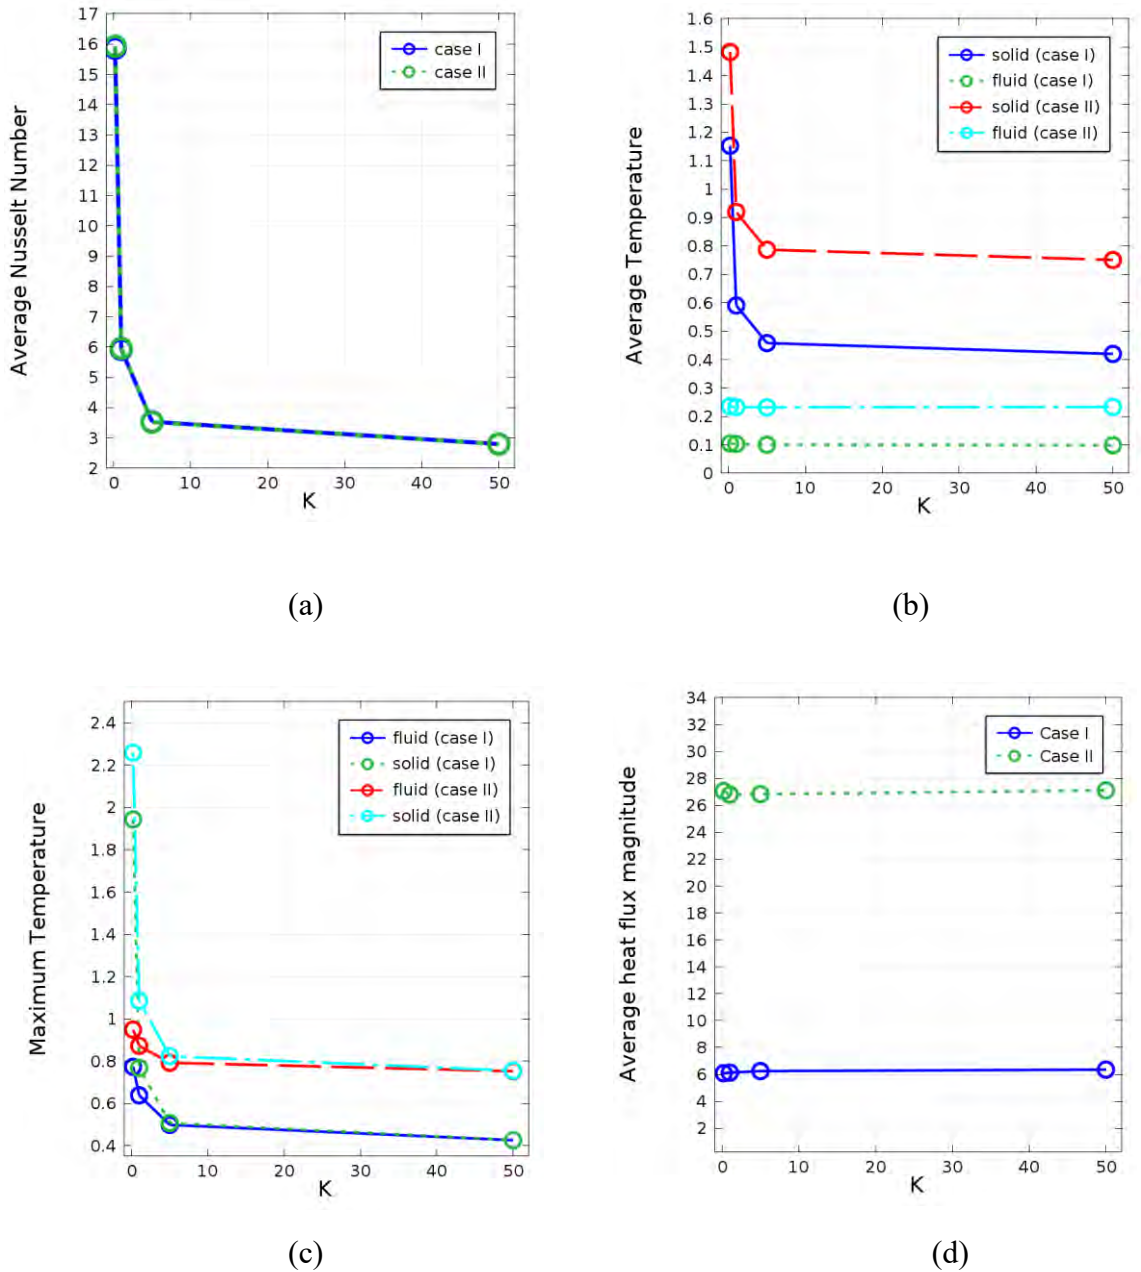 17
16
15
14
13
12
11
10
9
8
7
6
5
4
3
2
Average Nusselt Number
case I
case II
0 10 20 30 40 50
K
(a)
1.6
1.5
1.4
1.3
1.2
1.1
1
0.9
0.8
0.7
0.6
0.5
0.4
0.3
0.2
0.1
0
Average Temperature
solid (case I)
fluid (case I)
solid (case II)
fluid (case II)
0 10 20 30 40 50
K
(b)
2.4
2.2
2
1.8
1.6
1.4
1.2
1
0.8
0.6
0.4
Maximum Temperature
fluid (case I)
solid (case I)
fluid (case II)
solid (case II)
0 10 20 30 40 50
K
(c)
34
32
30
28
26
24
22
20
18
16
14
12
10
8
6
4
2
Average heat flux magnitude
Case I
Case II
0 10 20 30 40 50
K
(d)